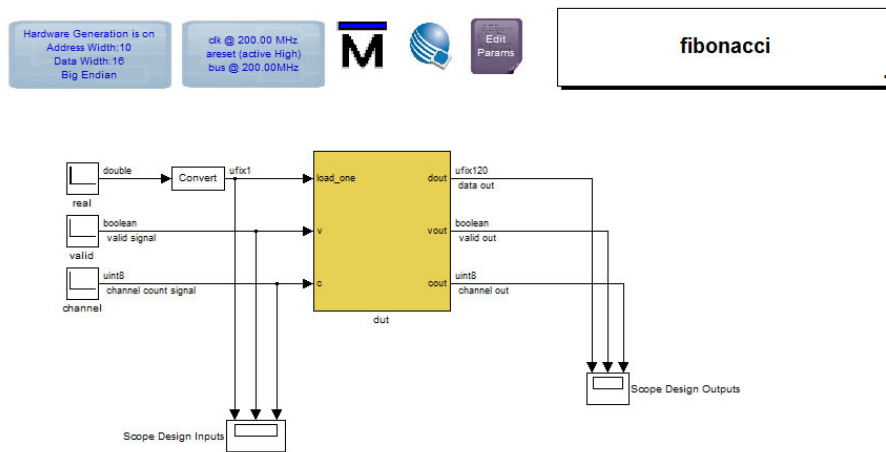 Hardware Generation is on
Address Width:10
Data Width:16
Big Endian
clk @ 200.00 MHz
areset (active High)
bus @ 200.00MHz
M
Edit
Params
fibonacci
double
Convert
ufix1
real
load_one
dout
ufix120
data out
boolean
valid signal
valid
v
vout
boolean
valid out
uint8
channel count signal
channel
c
cout
uint8
channel out
dut
Scope Design Outputs
Scope Design Inputs